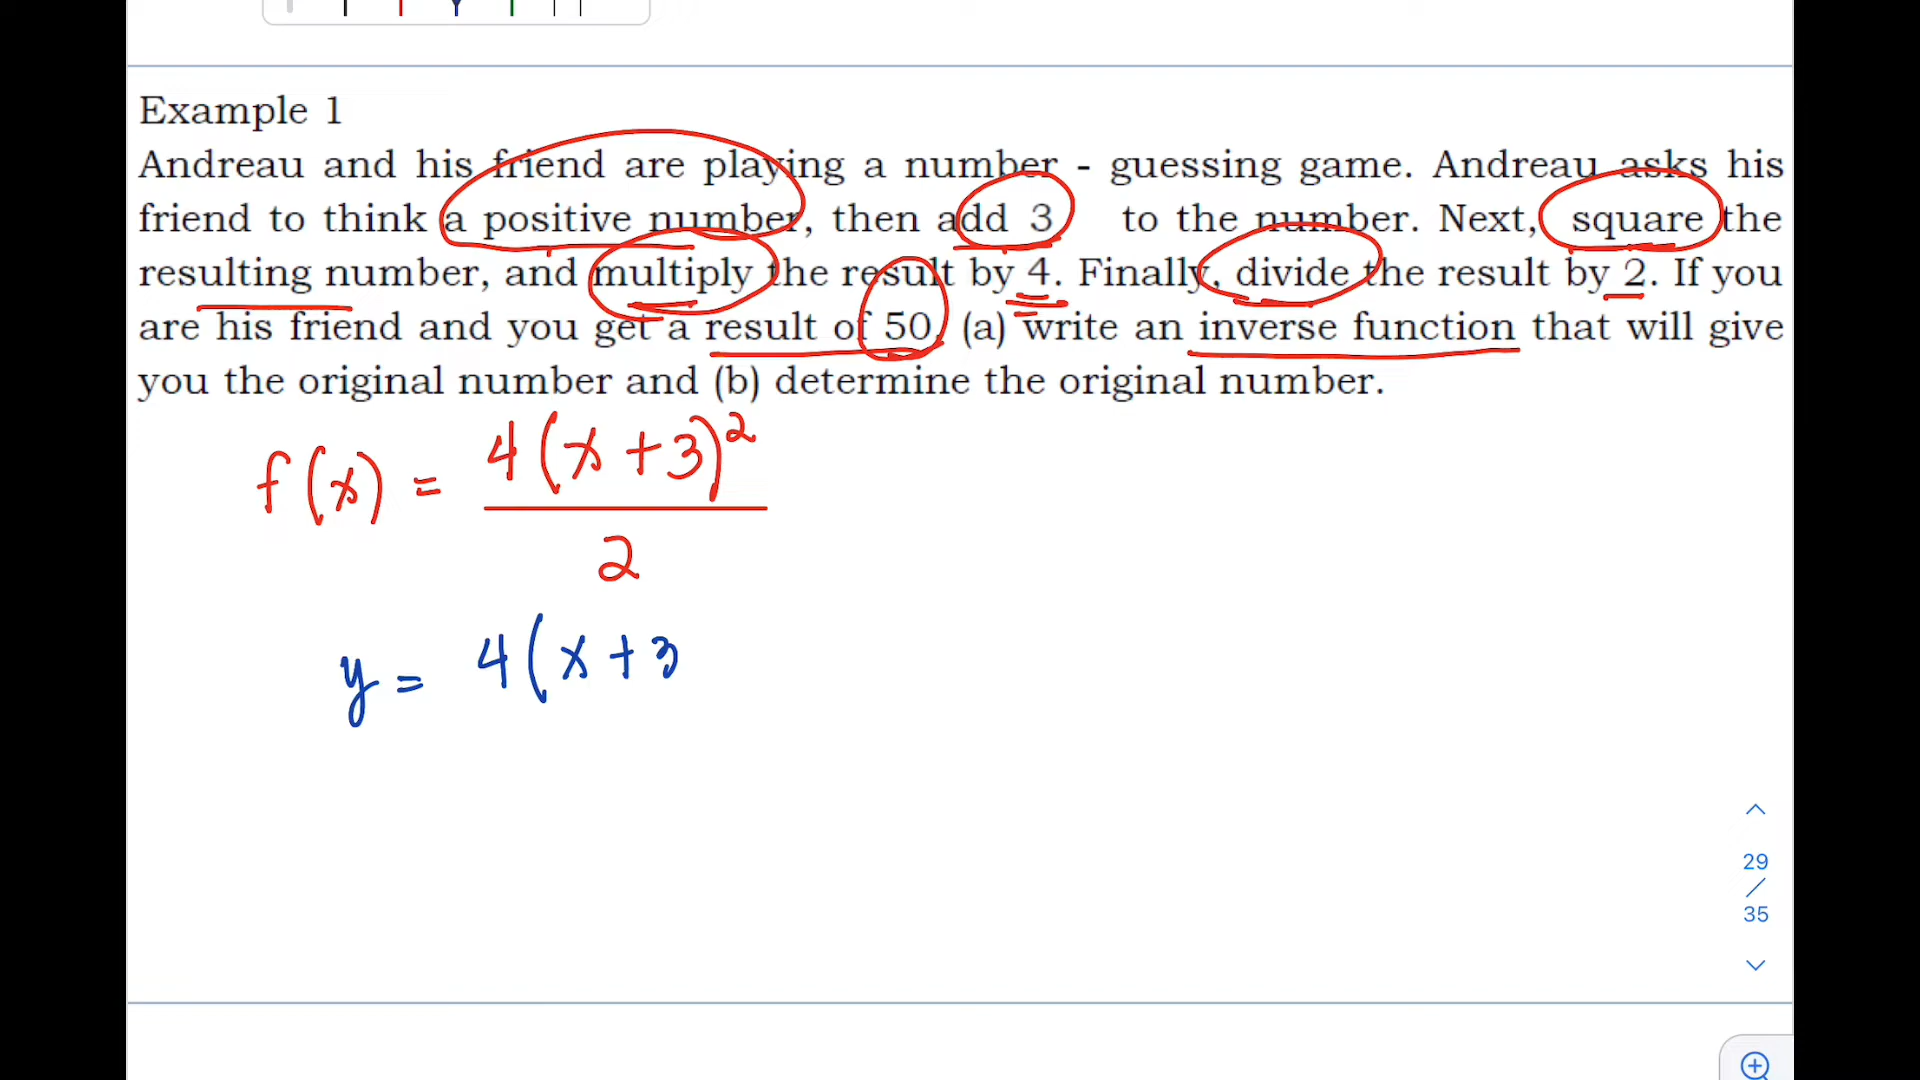 Example 1
Andreau and his friend are playing a number - guessing game. Andreau asks his
friend to think a positive number, then add 3 to the number. Next, square the
resulting number, and multiply the result by 4. Finally, divide the result by 2. If you
are his friend and you get a result of 50, (a) write an inverse function that will give
you the original number and (b) determine the original number.
f(x) = 4(x+3)²
2
y = 4(x+3
29
/
35